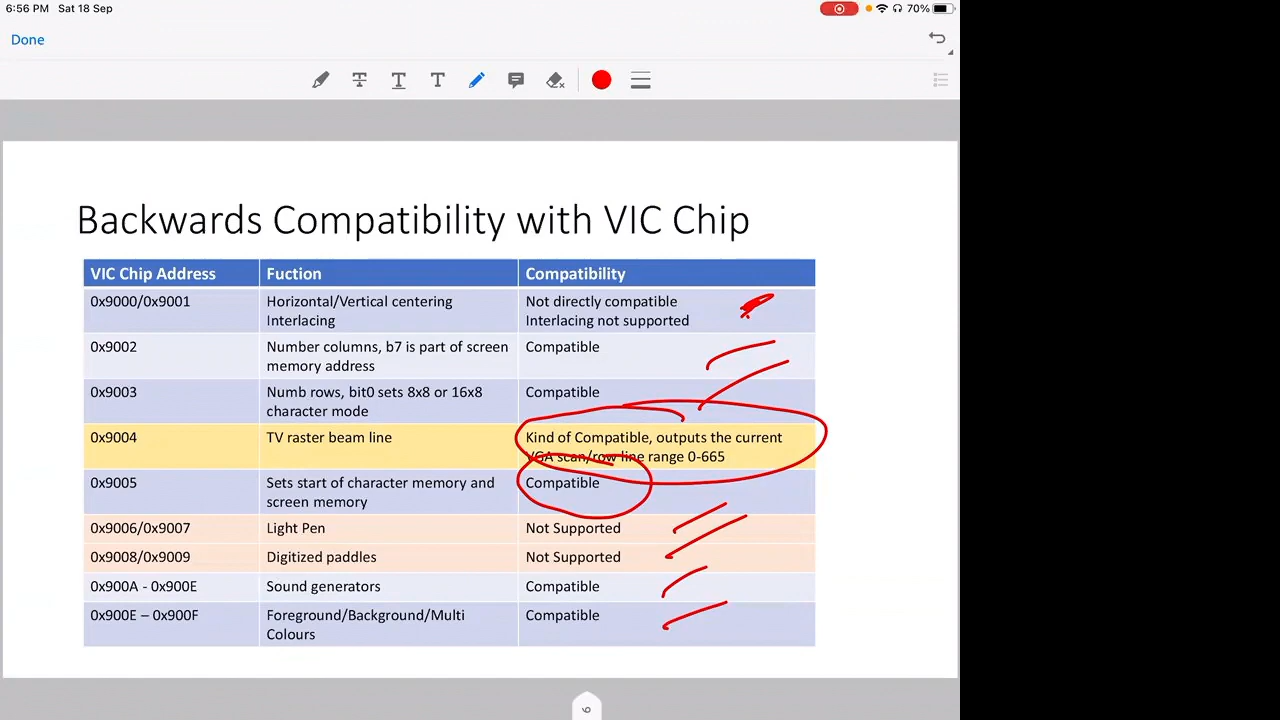 6:56 PM Sat 18 Sep 70%
Done
T T T
Backwards Compatibility with VIC Chip
VIC Chip Address Fuction Compatibility
0x9000/0x9001 Horizontal/Vertical centering Not directly compatible
Interlacing Interlacing not supported
0x9002 Number columns, b7 is part of screen Compatible
memory address
0x9003 Numb rows, bit0 sets 8x8 or 16x8 Compatible
character mode
0x9004 TV raster beam line Kind of Compatible, outputs the current
VGA scan/row line range 0-665
0x9005 Sets start of character memory and Compatible
screen memory
0x9006/0x9007 Light Pen Not Supported
0x9008/0x9009 Digitized paddles Not Supported
0x900A - 0x900E Sound generators Compatible
0x900E – 0x900F Foreground/Background/Multi Compatible
Colours
6